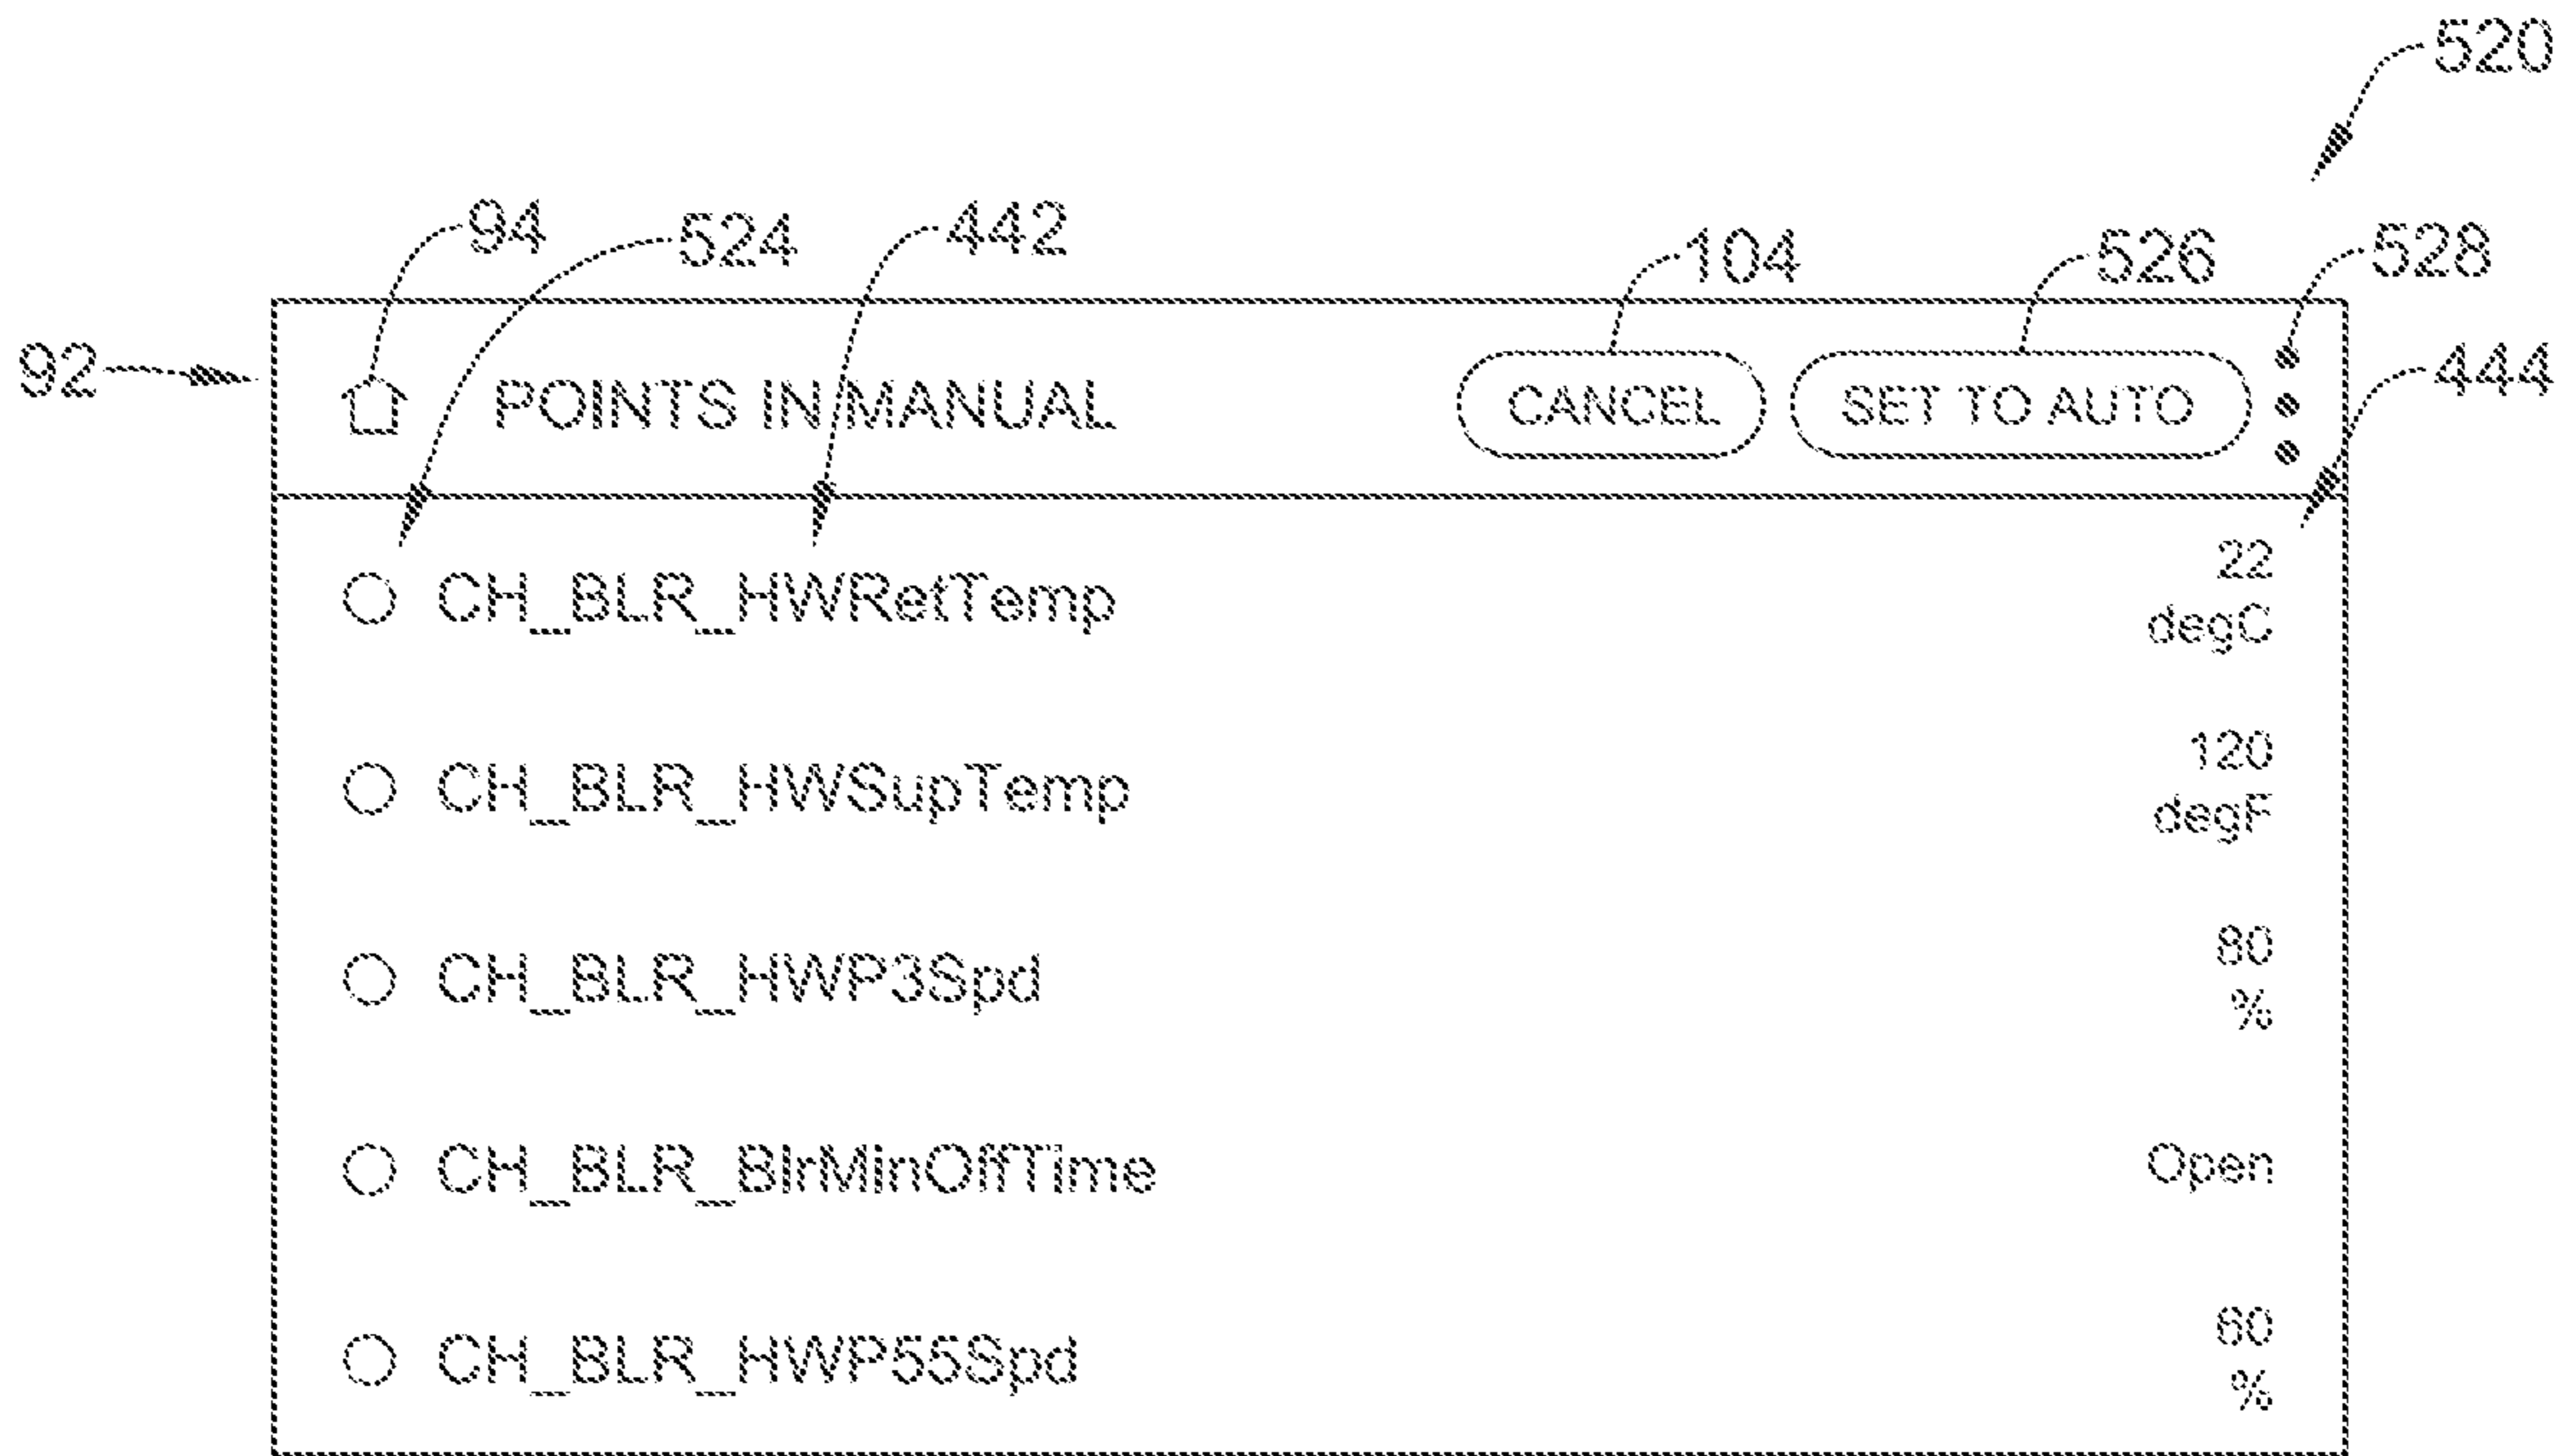 520
94 524 442 104 526 528
92 POINTS IN MANUAL CANCEL SET TO AUTO 444
CH_BLR_HWRetTemp 22 degC
CH_BLR_HWSupTemp 120 degF
CH_BLR_HWP3Spd 80 %
CH_BLR_BlrMinOffTime Open
CH_BLR_HWP55Spd 60 %